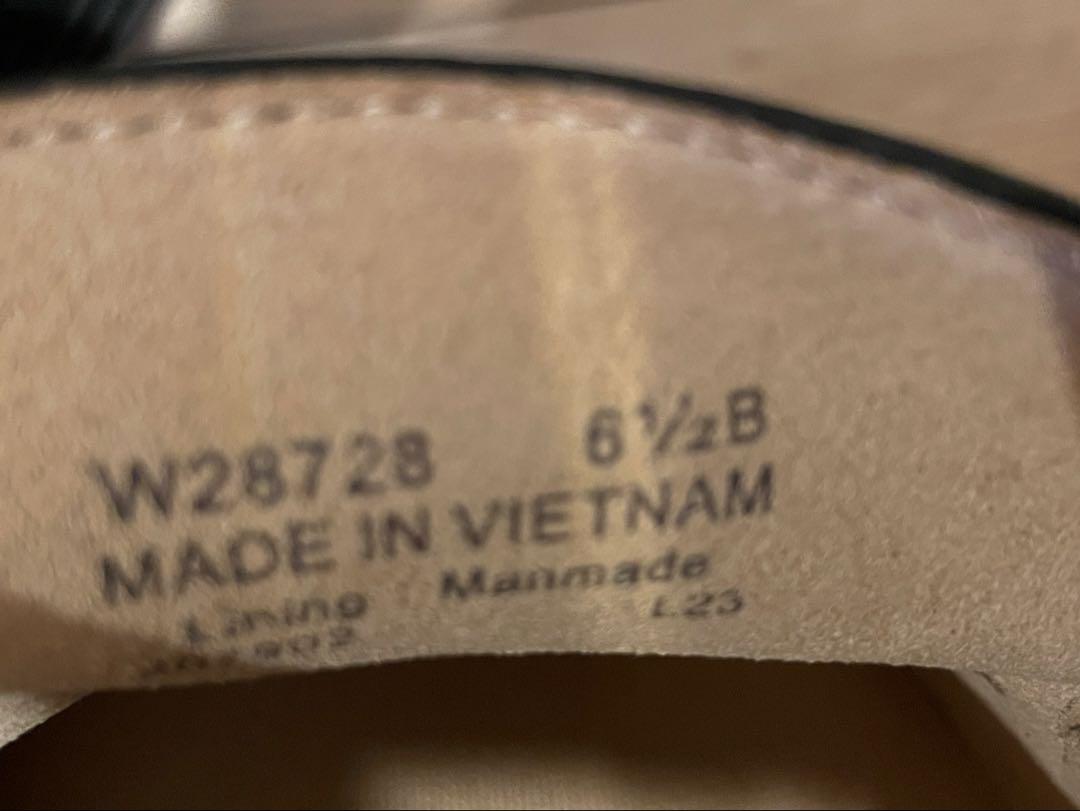 W28728 6½B
MADE IN VIETNAM
Lining Manmade
L23